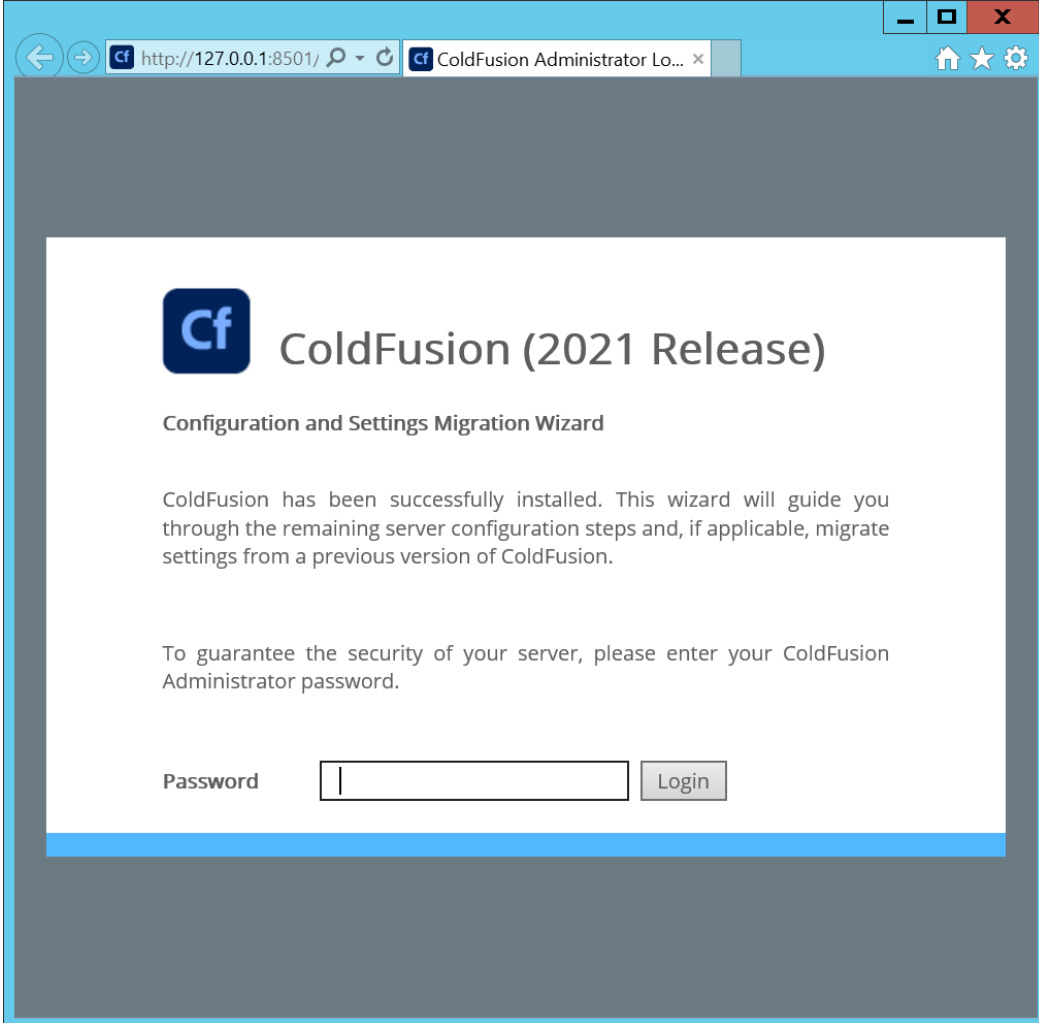 X
Cf http://127.0.0.1:8501/ Cf ColdFusion Administrator Lo... ×
Cf
ColdFusion (2021 Release)
Configuration and Settings Migration Wizard
ColdFusion has been successfully installed. This wizard will guide you
through the remaining server configuration steps and, if applicable, migrate
settings from a previous version of ColdFusion.
To guarantee the security of your server, please enter your ColdFusion
Administrator password.
Password Login